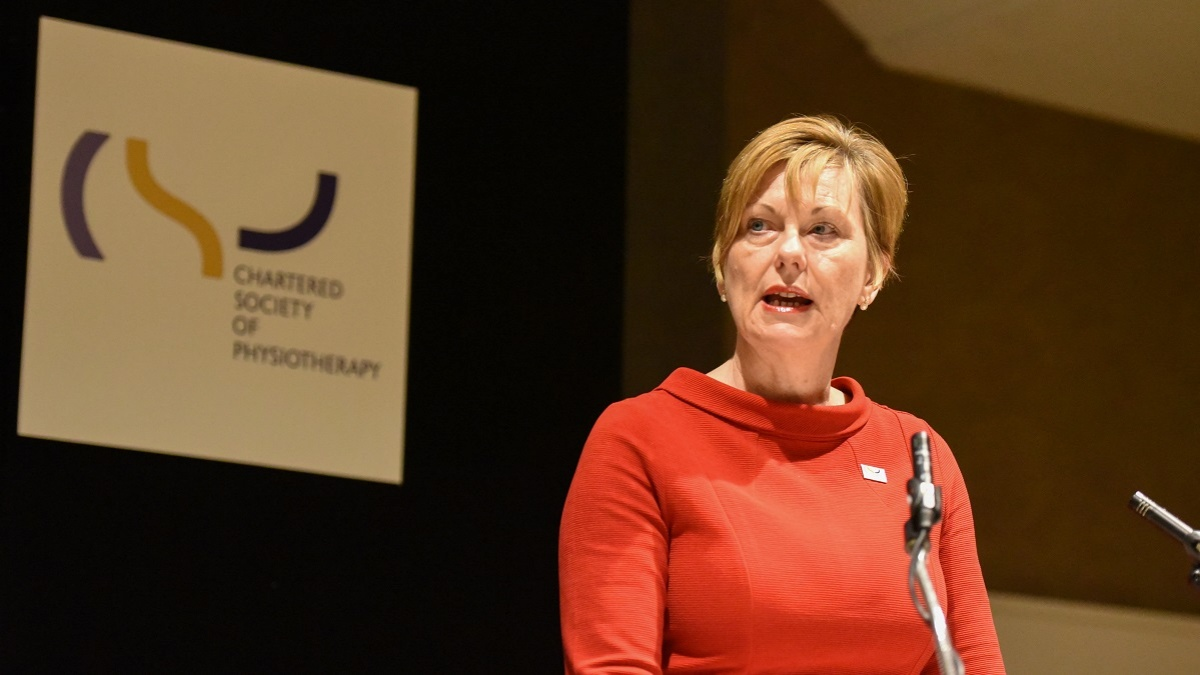 CHARTERED
SOCIETY
OF
PHYSIOTHERAPY